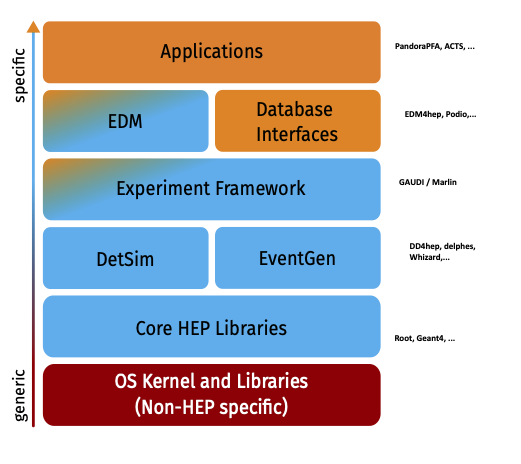 specific
Applications
PandoraPFA, ACTS, ...
EDM
Database
Interfaces
EDM4hep, Podio,...
Experiment Framework
GAUDI / Marlin
DetSim
EventGen
DD4hep, delphes,
Whizard,...
Core HEP Libraries
Root, Geant4, ...
generic
OS Kernel and Libraries
(Non-HEP specific)